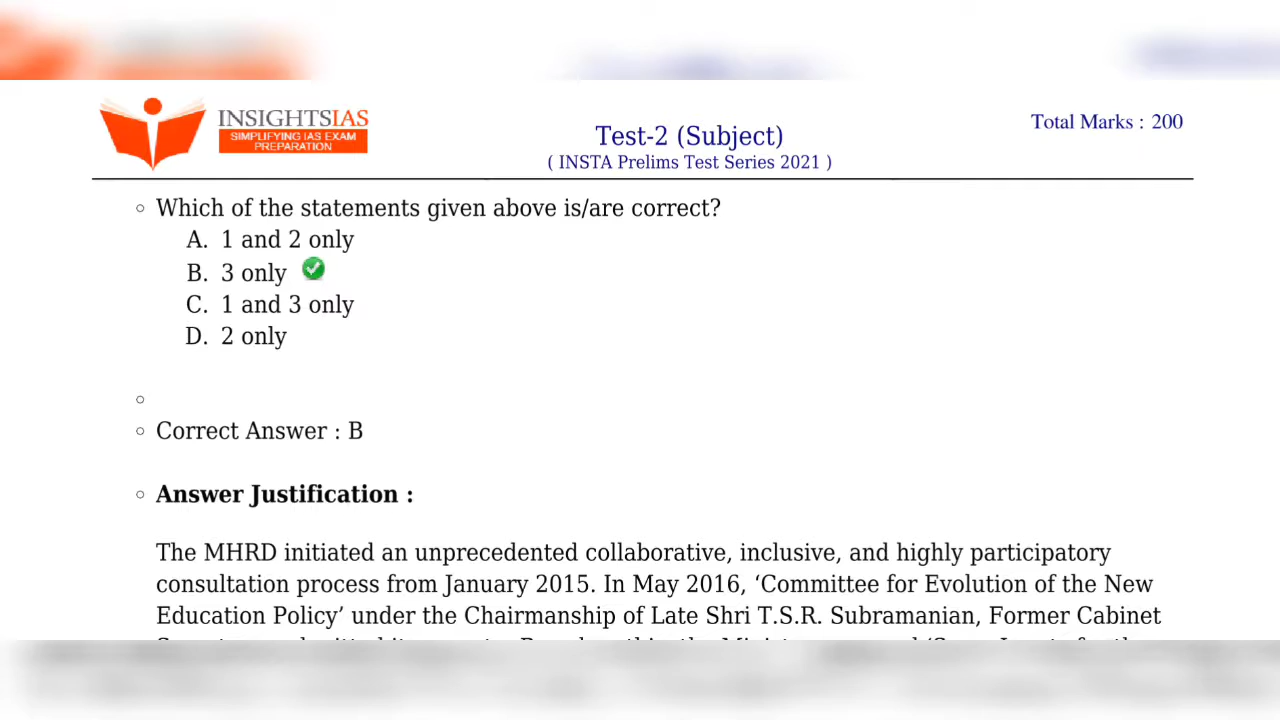 INSIGHTSIAS
SIMPLIFYING IAS EXAM
PREPARATION
Test-2 (Subject)
( INSTA Prelims Test Series 2021 )
Total Marks : 200
Which of the statements given above is/are correct?
A. 1 and 2 only
B. 3 only
C. 1 and 3 only
D. 2 only
Correct Answer : B
Answer Justification :
The MHRD initiated an unprecedented collaborative, inclusive, and highly participatory
consultation process from January 2015. In May 2016, ‘Committee for Evolution of the New
Education Policy’ under the Chairmanship of Late Shri T.S.R. Subramanian, Former Cabinet